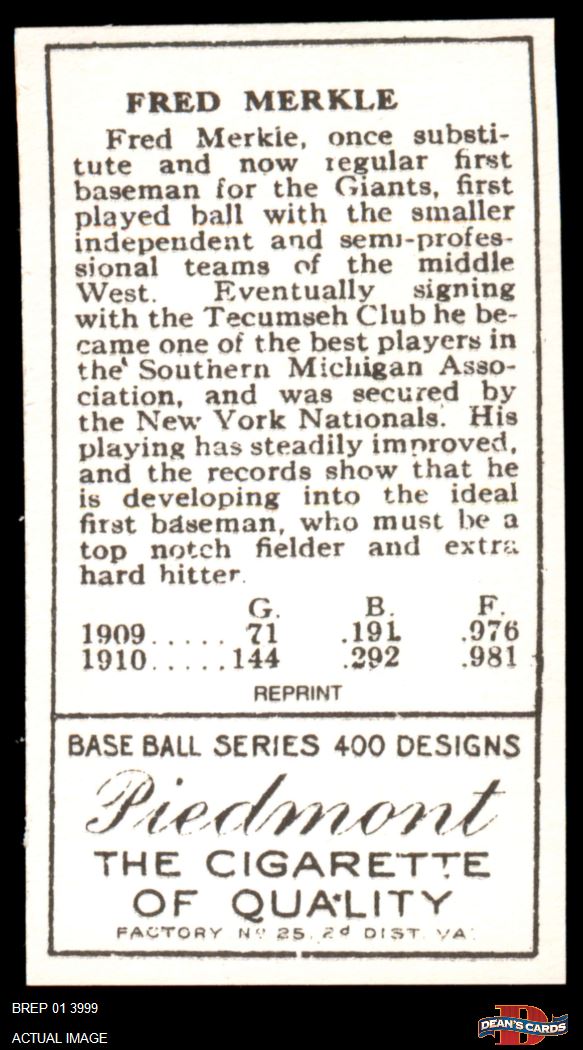 FRED MERKLE
Fred Merkle, once substi-
tute and now regular first
baseman for the Giants, first
played ball with the smaller
independent and semi-profes-
sional teams of the middle
West. Eventually signing
with the Tecumseh Club he be-
came one of the best players in
the Southern Michigan Asso-
ciation, and was secured by
the New York Nationals. His
playing has steadily improved,
and the records show that he
is developing into the ideal
first baseman, who must be a
top notch fielder and extra
hard hitter.
G. B. F.
1909..... 71 .191 .976
1910.....144 .292 .981
REPRINT
BASE BALL SERIES 400 DESIGNS
Piedmont
THE CIGARETTE
OF QUALITY
FACTORY No 25, 2d DIST. VA.
BREP 01 3999
ACTUAL IMAGE
D
DEAN'S CARDS